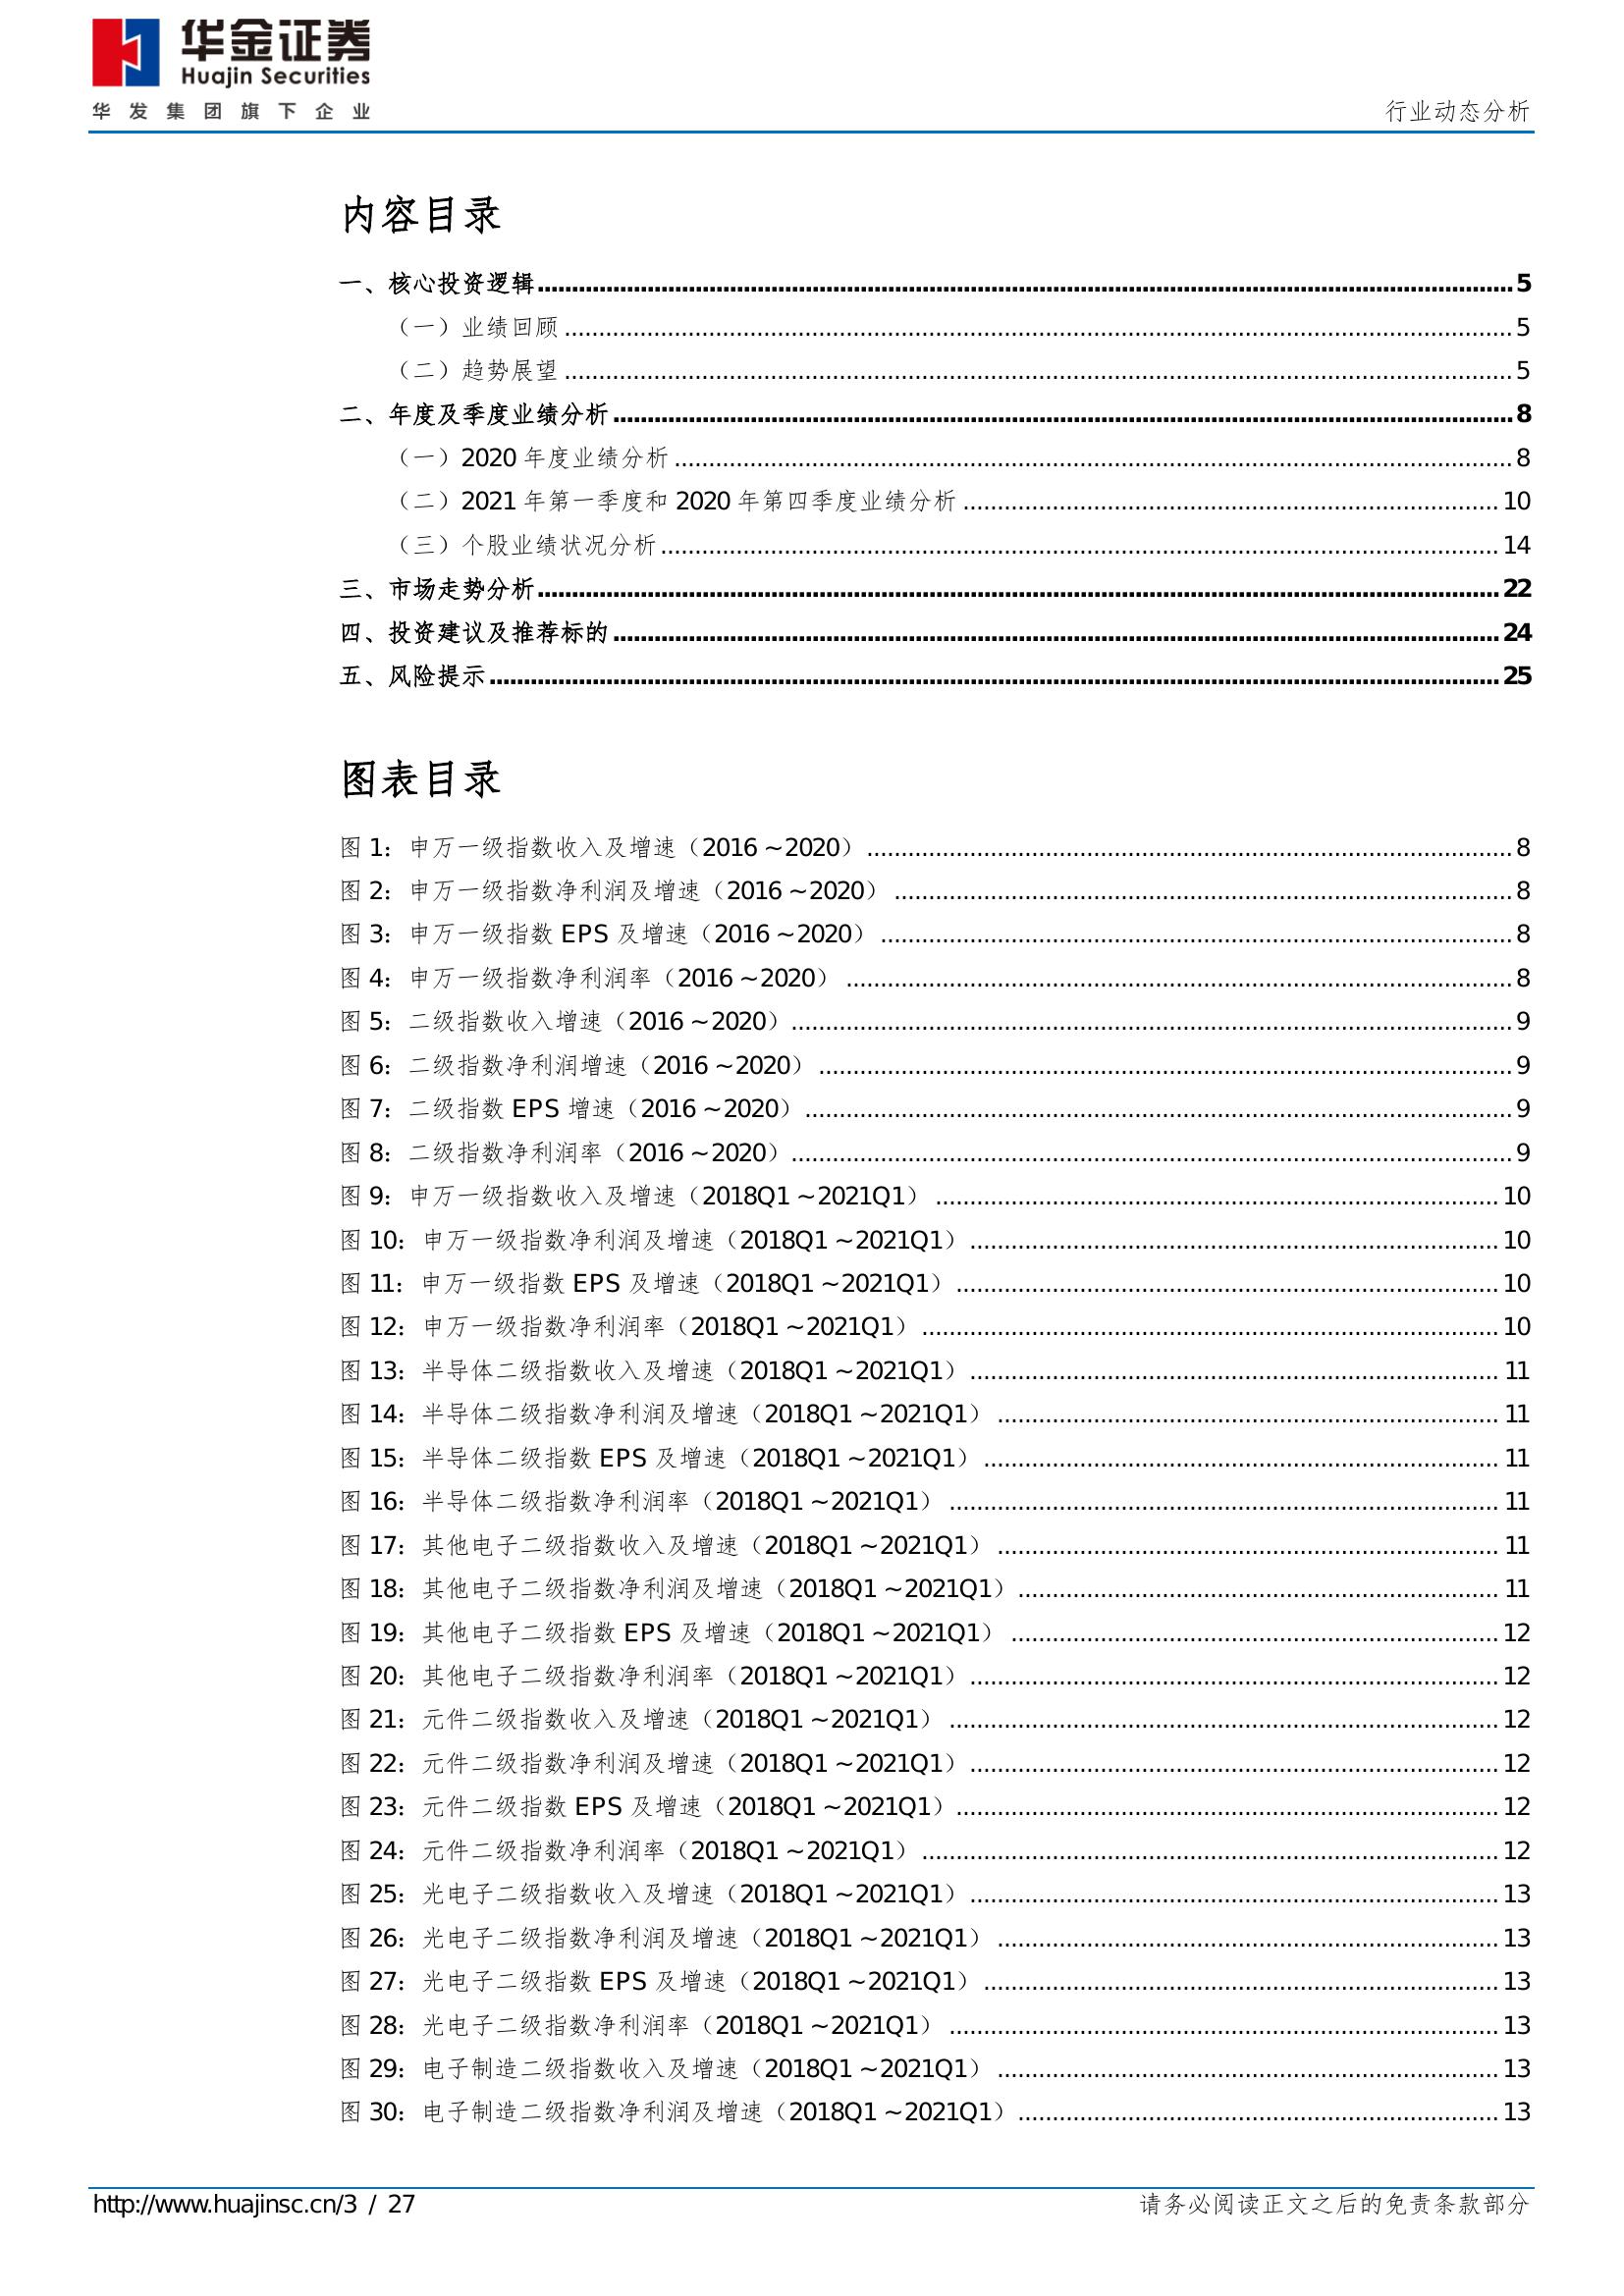 华金证券
Huajin Securities
华发集团旗下企业
行业动态分析
内容目录
一、核心投资逻辑 5
（一）业绩回顾 5
（二）趋势展望 5
二、年度及季度业绩分析 8
（一）2020 年度业绩分析 8
（二）2021 年第一季度和 2020 年第四季度业绩分析 10
（三）个股业绩状况分析 14
三、市场走势分析 22
四、投资建议及推荐标的 24
五、风险提示 25
图表目录
图 1：申万一级指数收入及增速（2016 ~2020） 8
图 2：申万一级指数净利润及增速（2016 ~2020） 8
图 3：申万一级指数 EPS 及增速（2016 ~2020） 8
图 4：申万一级指数净利润率（2016 ~2020） 8
图 5：二级指数收入增速（2016 ~2020） 9
图 6：二级指数净利润增速（2016 ~2020） 9
图 7：二级指数 EPS 增速（2016 ~2020） 9
图 8：二级指数净利润率（2016 ~2020） 9
图 9：申万一级指数收入及增速（2018Q1 ~2021Q1） 10
图 10：申万一级指数净利润及增速（2018Q1 ~2021Q1） 10
图 11：申万一级指数 EPS 及增速（2018Q1 ~2021Q1） 10
图 12：申万一级指数净利润率（2018Q1 ~2021Q1） 10
图 13：半导体二级指数收入及增速（2018Q1 ~2021Q1） 11
图 14：半导体二级指数净利润及增速（2018Q1 ~2021Q1） 11
图 15：半导体二级指数 EPS 及增速（2018Q1 ~2021Q1） 11
图 16：半导体二级指数净利润率（2018Q1 ~2021Q1） 11
图 17：其他电子二级指数收入及增速（2018Q1 ~2021Q1） 11
图 18：其他电子二级指数净利润及增速（2018Q1 ~2021Q1） 11
图 19：其他电子二级指数 EPS 及增速（2018Q1 ~2021Q1） 12
图 20：其他电子二级指数净利润率（2018Q1 ~2021Q1） 12
图 21：元件二级指数收入及增速（2018Q1 ~2021Q1） 12
图 22：元件二级指数净利润及增速（2018Q1 ~2021Q1） 12
图 23：元件二级指数 EPS 及增速（2018Q1 ~2021Q1） 12
图 24：元件二级指数净利润率（2018Q1 ~2021Q1） 12
图 25：光电子二级指数收入及增速（2018Q1 ~2021Q1） 13
图 26：光电子二级指数净利润及增速（2018Q1 ~2021Q1） 13
图 27：光电子二级指数 EPS 及增速（2018Q1 ~2021Q1） 13
图 28：光电子二级指数净利润率（2018Q1 ~2021Q1） 13
图 29：电子制造二级指数收入及增速（2018Q1 ~2021Q1） 13
图 30：电子制造二级指数净利润及增速（2018Q1 ~2021Q1） 13
http://www.huajinsc.cn/3 / 27
请务必阅读正文之后的免责条款部分